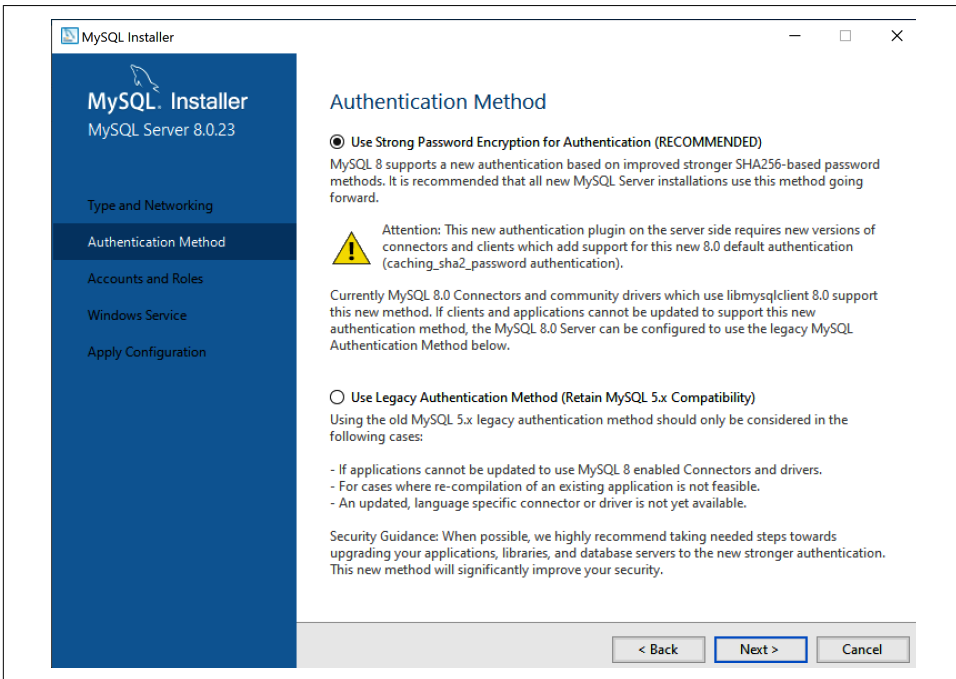 MySQL Installer
MySQL. Installer
MySQL Server 8.0.23
Type and Networking
Authentication Method
Accounts and Roles
Windows Service
Apply Configuration
Authentication Method
Use Strong Password Encryption for Authentication (RECOMMENDED)
MySQL 8 supports a new authentication based on improved stronger SHA256-based password
methods. It is recommended that all new MySQL Server installations use this method going
forward.
Attention: This new authentication plugin on the server side requires new versions of
connectors and clients which add support for this new 8.0 default authentication
(caching_sha2_password authentication).
Currently MySQL 8.0 Connectors and community drivers which use libmysqlclient 8.0 support
this new method. If clients and applications cannot be updated to support this new
authentication method, the MySQL 8.0 Server can be configured to use the legacy MySQL
Authentication Method below.
Use Legacy Authentication Method (Retain MySQL 5.x Compatibility)
Using the old MySQL 5.x legacy authentication method should only be considered in the
following cases:
- If applications cannot be updated to use MySQL 8 enabled Connectors and drivers.
- For cases where re-compilation of an existing application is not feasible.
- An updated, language specific connector or driver is not yet available.
Security Guidance: When possible, we highly recommend taking needed steps towards
upgrading your applications, libraries, and database servers to the new stronger authentication.
This new method will significantly improve your security.
< Back
Next >
Cancel